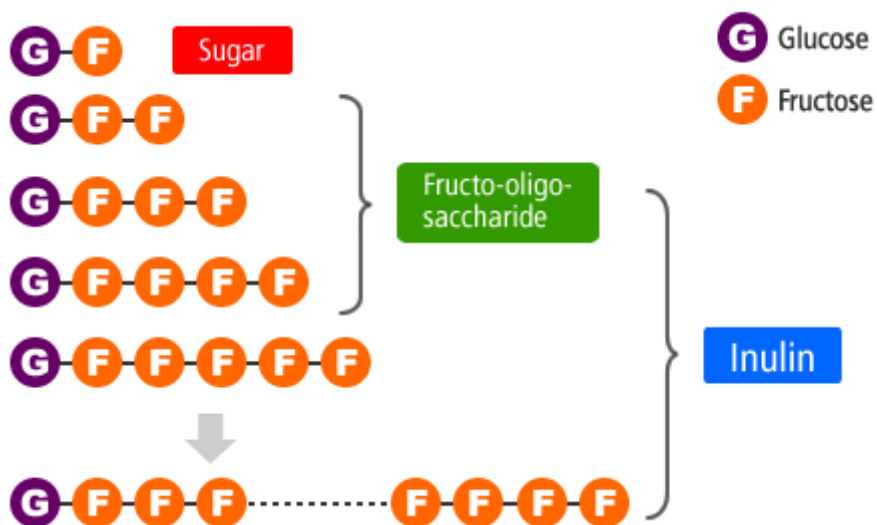 G F Sugar
G Glucose
G F F
F Fructose
Fructo-oligo-
saccharide
G F F F
G F F F F
G F F F F F
Inulin
G F F F F F F F